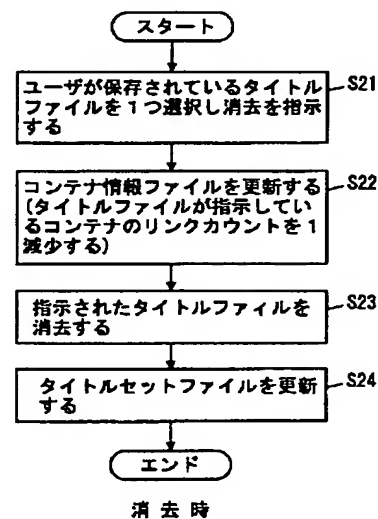 スタート
ユーザが保存されているタイトル
ファイルを1つ選択し消去を指示
する
S21
コンテナ情報ファイルを更新する
(タイトルファイルが指示してい
るコンテナのリンクカウントを1
減少する)
S22
指示されたタイトルファィルを
消去する
S23
タイトルセットファイルを更新
する
S24
エンド
消去時